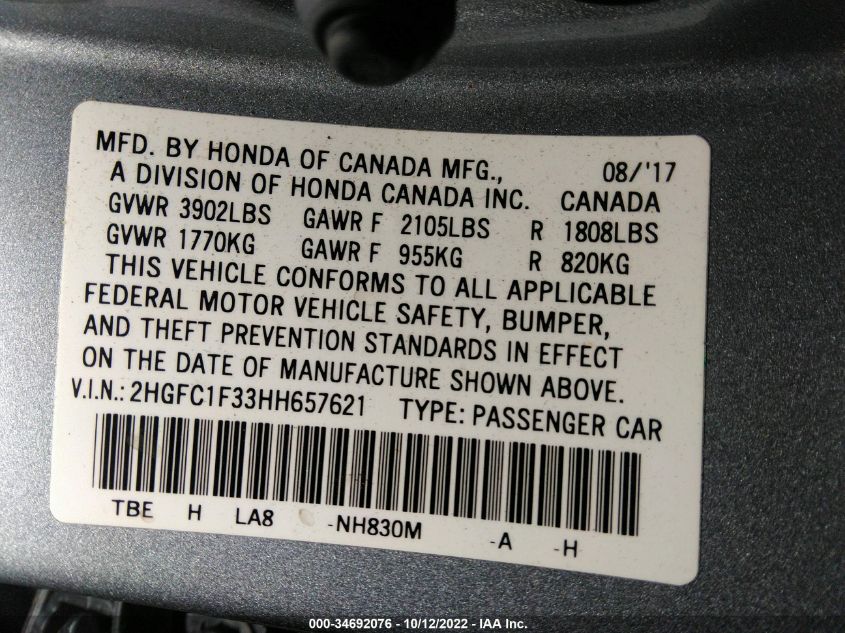 MFD. BY HONDA OF CANADA MFG., 08/'17
A DIVISION OF HONDA CANADA INC. CANADA
GVWR 3902LBS GAWR F 2105LBS R 1808LBS
GVWR 1770KG GAWR F 955KG R 820KG
THIS VEHICLE CONFORMS TO ALL APPLICABLE
FEDERAL MOTOR VEHICLE SAFETY, BUMPER,
AND THEFT PREVENTION STANDARDS IN EFFECT
ON THE DATE OF MANUFACTURE SHOWN ABOVE.
V.I.N.: 2HGFC1F33HH657621 TYPE: PASSENGER CAR
TBE H LA8 -NH830M -A -H
000-34692076 - 10/12/2022 - IAA Inc.